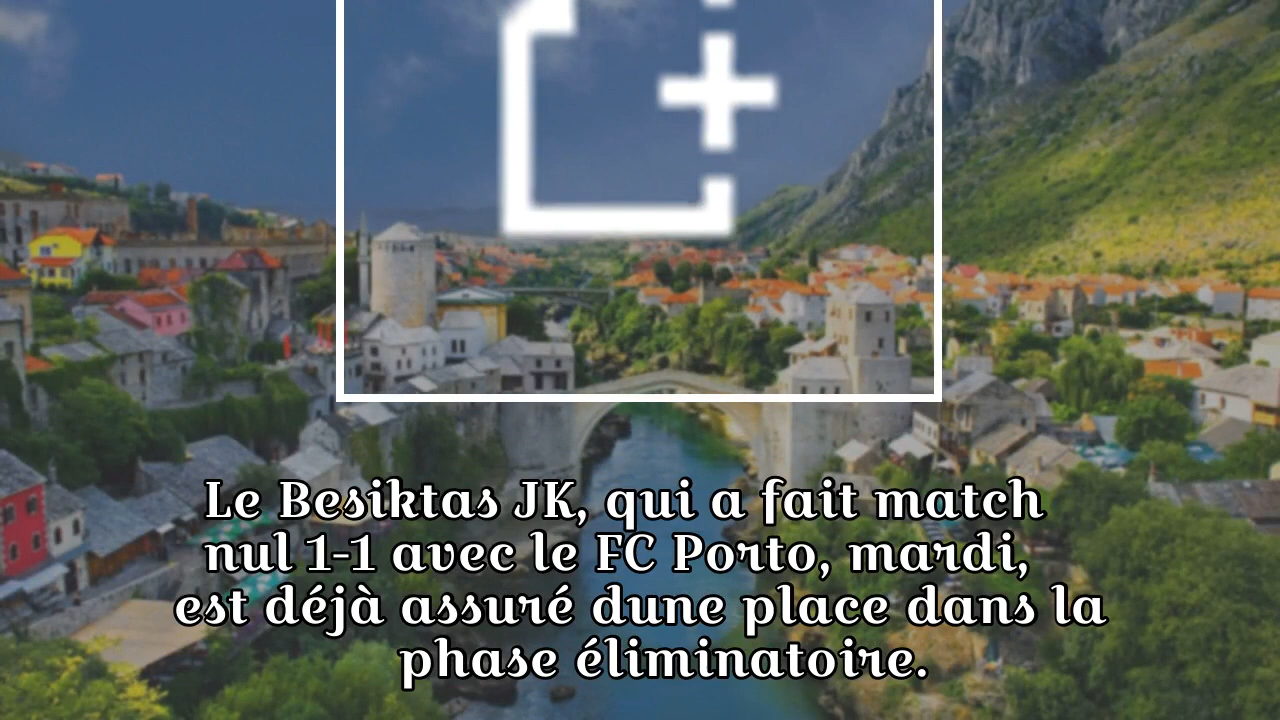 Le Besiktas JK, qui a fait match
nul 1-1 avec le FC Porto, mardi,
est déjà assuré dune place dans la
phase éliminatoire.